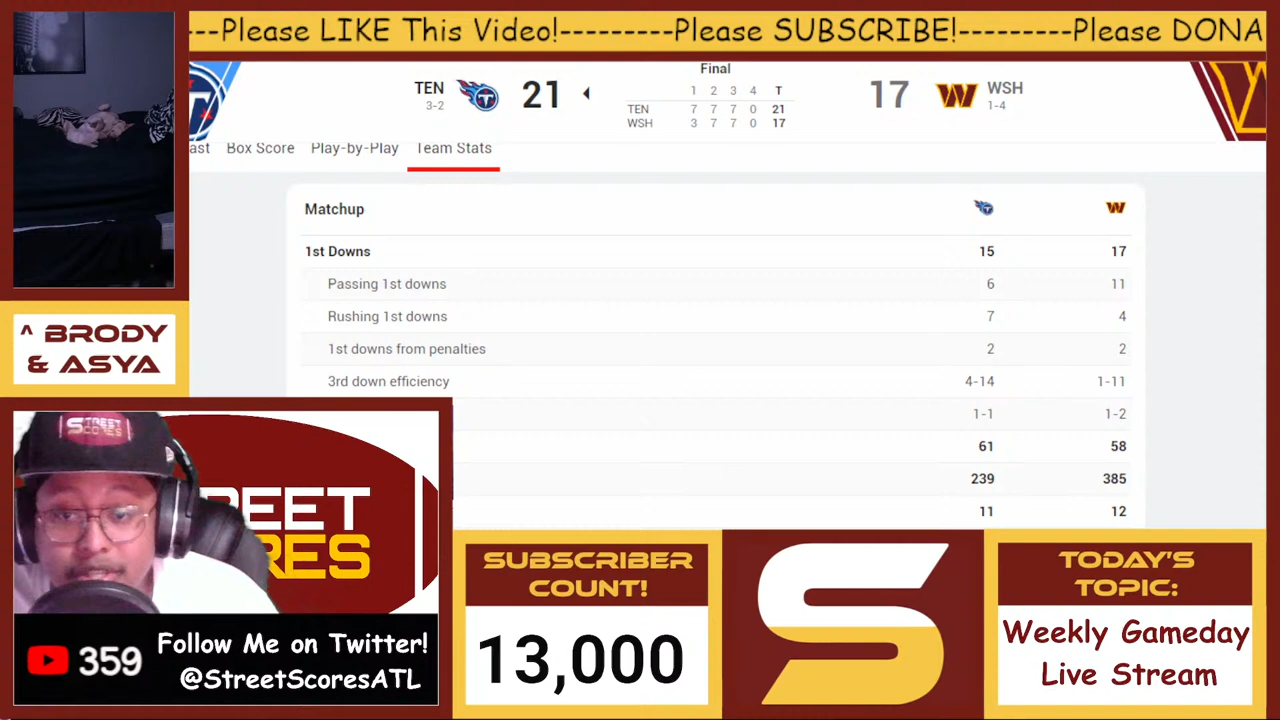 ---Please LIKE This Video!---------Please SUBSCRIBE!---------Please DONA
TEN
3-2
21
Final
1 2 3 4 T
TEN 7 7 7 0 21
WSH 3 7 7 0 17
17
WSH
1-4
ast Box Score Play-by-Play Team Stats
Matchup
1st Downs 15 17
Passing 1st downs 6 11
Rushing 1st downs 7 4
1st downs from penalties 2 2
3rd down efficiency 4-14 1-11
1-1 1-2
61 58
239 385
11 12
^ BRODY
& ASYA
STREET
SCORES
REET
RES
359
Follow Me on Twitter!
@StreetScoresATL
SUBSCRIBER
COUNT!
13,000
TODAY'S
TOPIC:
Weekly Gameday
Live Stream